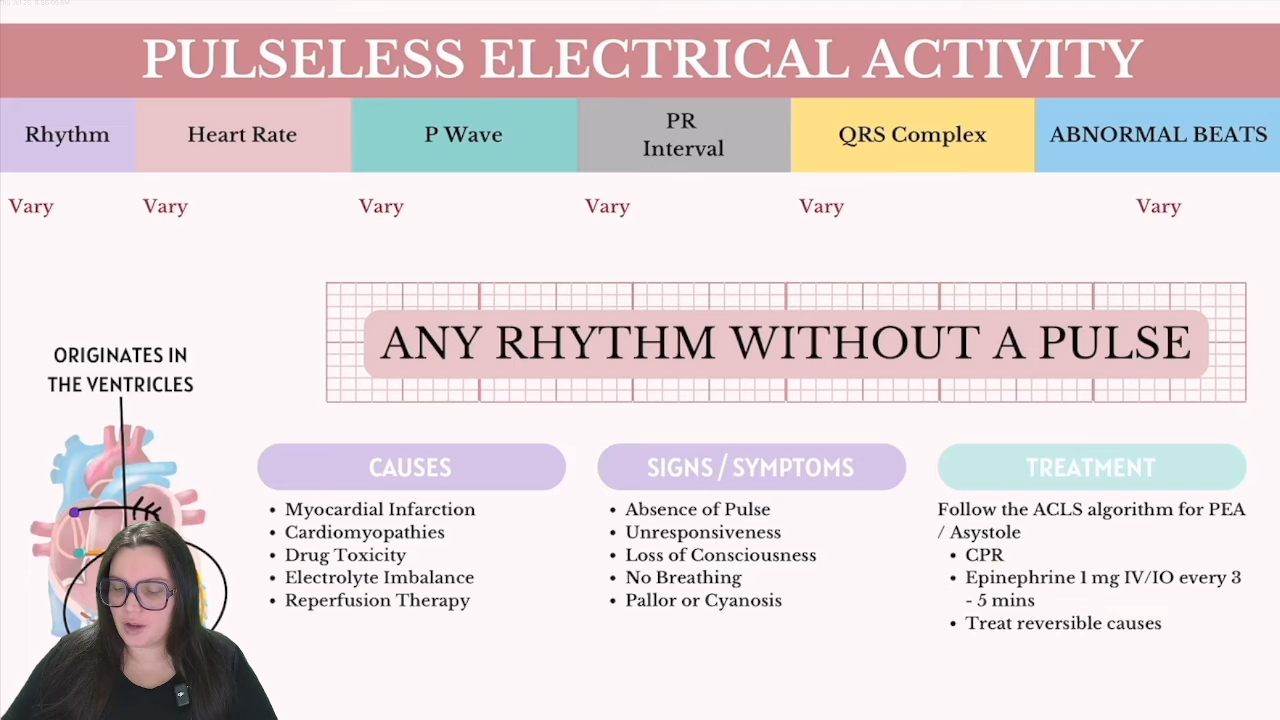 PULSELESS ELECTRICAL ACTIVITY
Rhythm
Heart Rate
P Wave
PR
Interval
QRS Complex
ABNORMAL BEATS
Vary
Vary
Vary
Vary
Vary
Vary
ANY RHYTHM WITHOUT A PULSE
ORIGINATES IN
THE VENTRICLES
CAUSES
• Myocardial Infarction
• Cardiomyopathies
• Drug Toxicity
• Electrolyte Imbalance
• Reperfusion Therapy
SIGNS / SYMPTOMS
• Absence of Pulse
• Unresponsiveness
• Loss of Consciousness
• No Breathing
• Pallor or Cyanosis
TREATMENT
Follow the ACLS algorithm for PEA
/ Asystole
• CPR
• Epinephrine 1 mg IV/IO every 3
- 5 mins
• Treat reversible causes